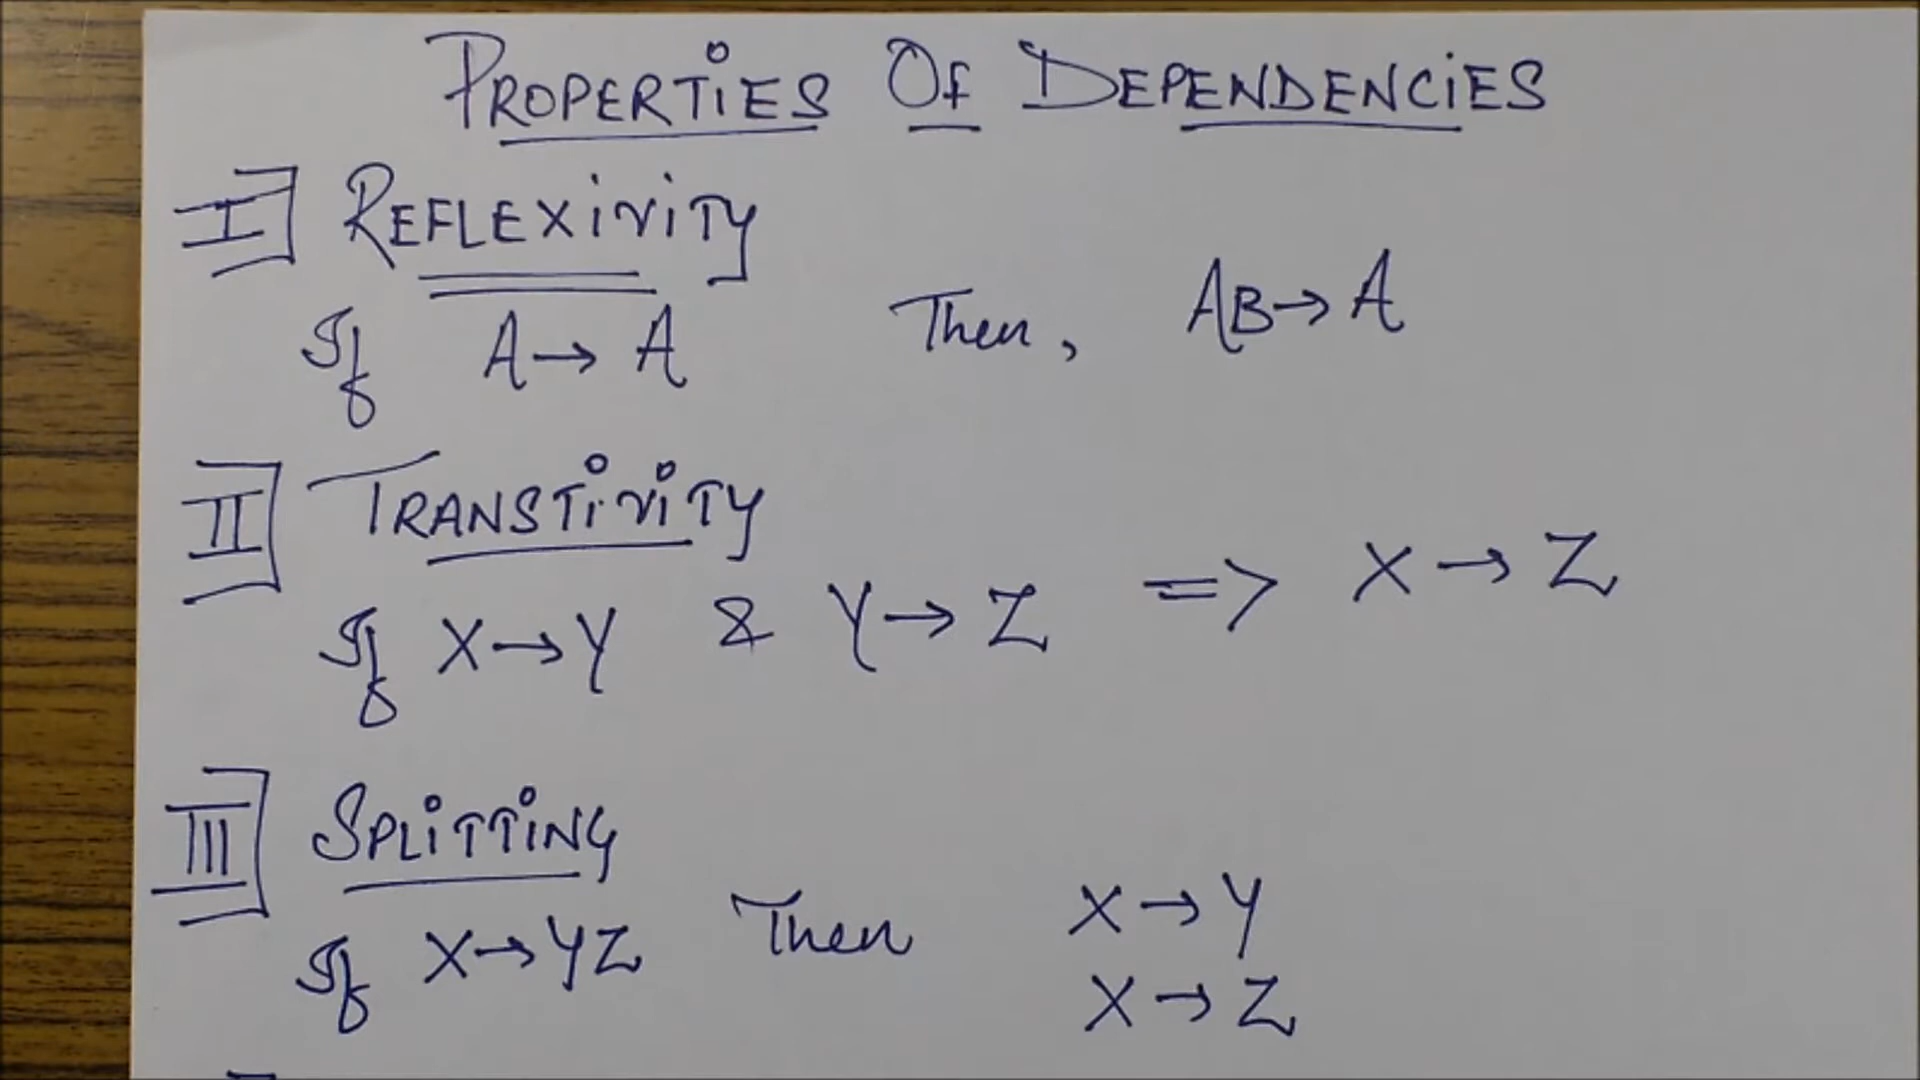 PROPERTiES Of DEPENDENCiES
I] REFLEXiViTY
If A → A Then, AB → A
II] TRANSTiViTY
If X → Y & Y → Z => X → Z
III] SPLiTTiNG
If X → YZ Then X → Y
X → Z